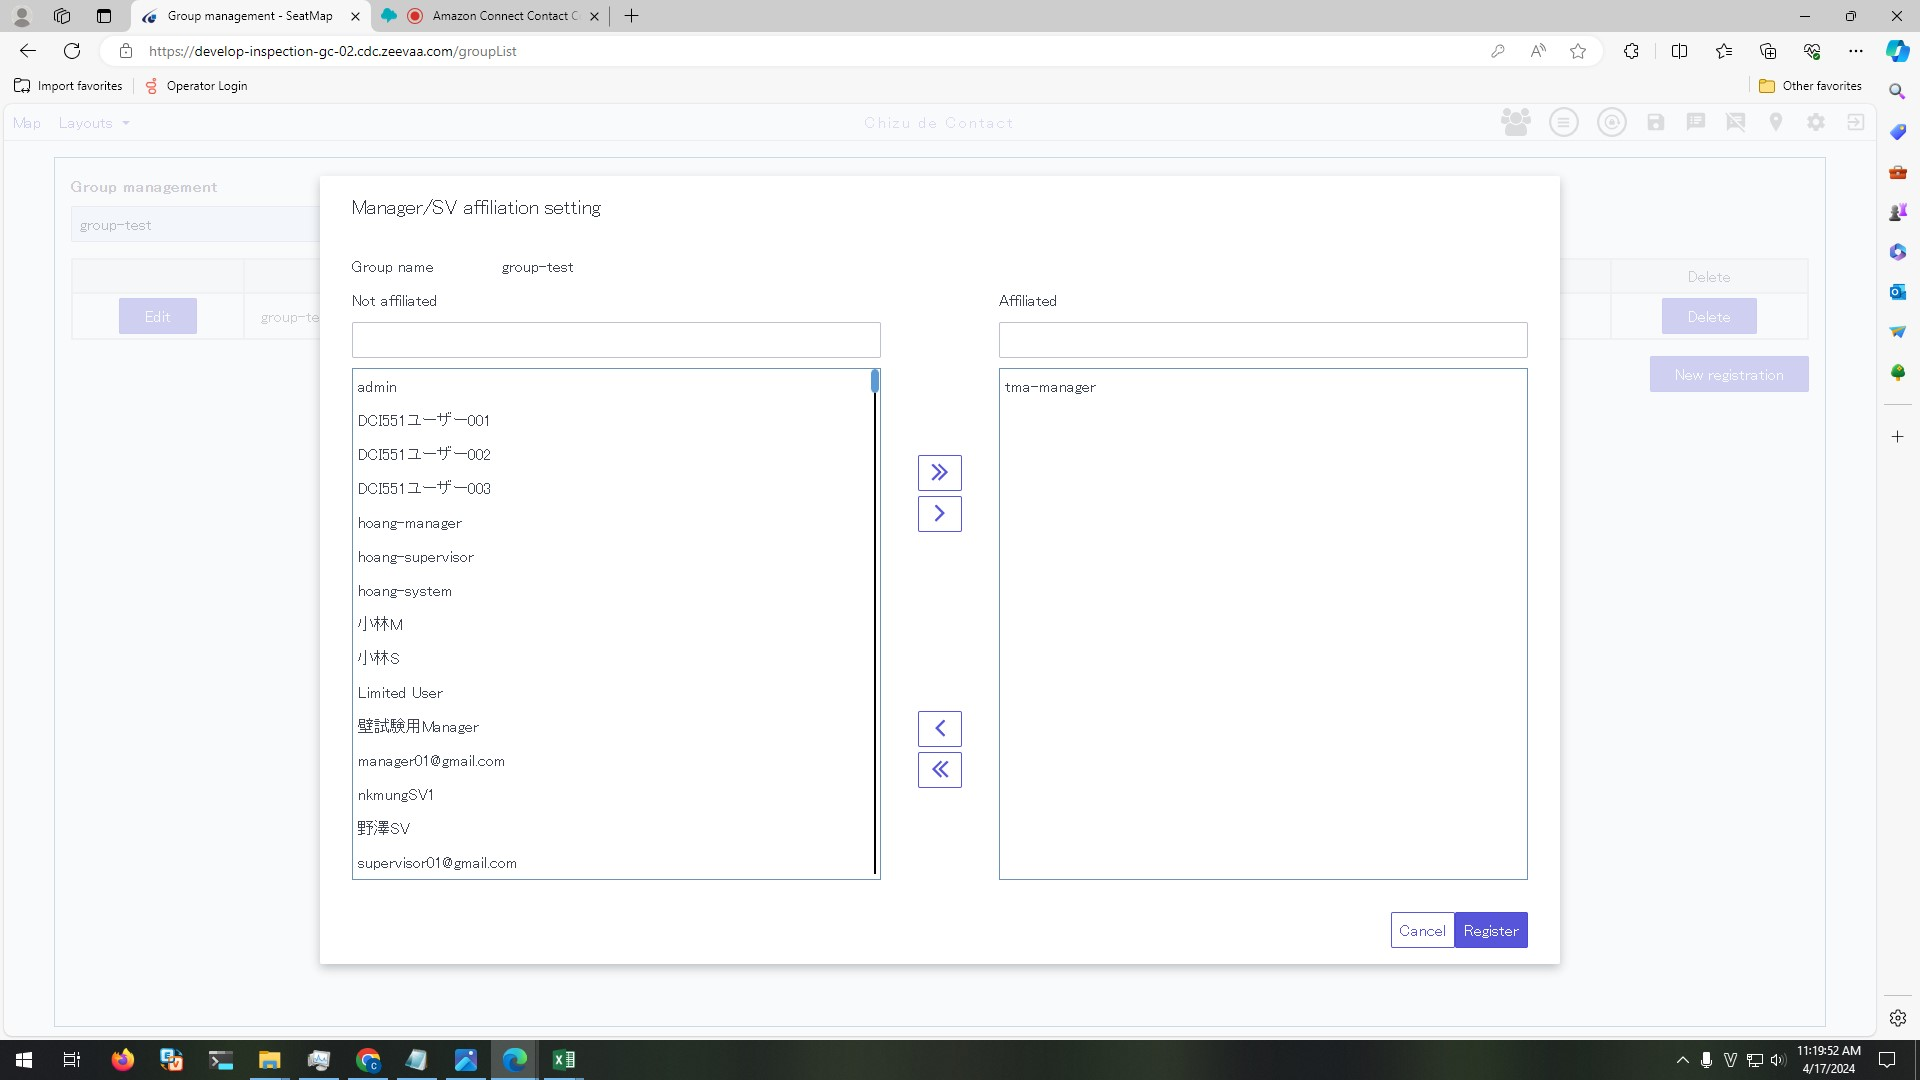 Group management - SeatMap
Amazon Connect Contact C
https://develop-inspection-gc-02.cdc.zeevaa.com/groupList
Import favorites
Operator Login
Other favorites
Map
Layouts
Chizu de Contact
Group management
group-test
Manager/SV affiliation setting
Group name
group-test
Not affiliated
Affiliated
Delete
Edit
group-te
Delete
New registration
admin
DCI551ユーザー001
DCI551ユーザー002
DCI551ユーザー003
hoang-manager
hoang-supervisor
hoang-system
小林M
小林S
Limited User
壁試験用Manager
manager01@gmail.com
nkmungSV1
野澤SV
supervisor01@gmail.com
tma-manager
Cancel
Register
11:19:52 AM
4/17/2024